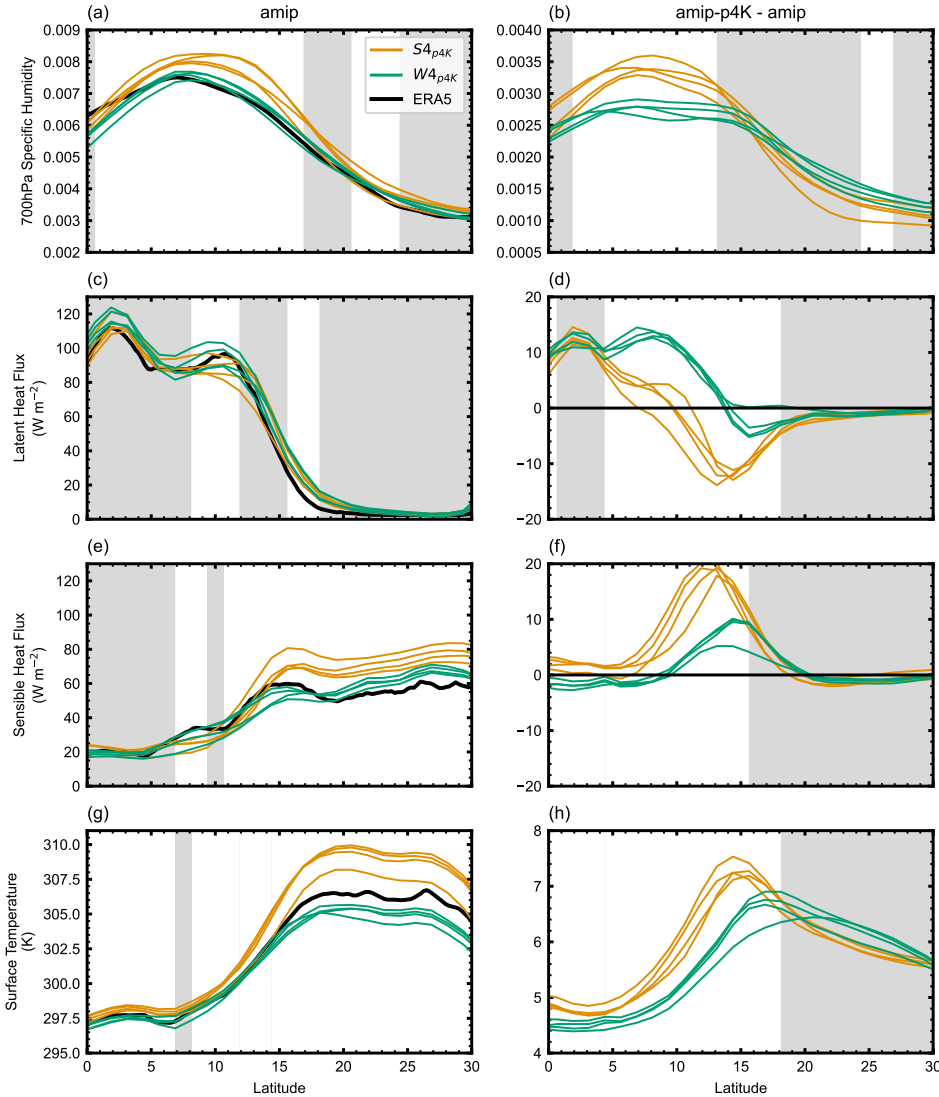 amip
amip-p4K - amip
(a)
(b)
0.009
0.008
0.007
0.006
0.005
0.004
0.003
0.002
700hPa Specific Humidity
S4p4K
W4p4K
ERA5
0.0040
0.0035
0.0030
0.0025
0.0020
0.0015
0.0010
0.0005
(c)
(d)
120
100
80
60
40
20
0
Latent Heat Flux
(W m−2)
20
10
0
−10
−20
(e)
(f)
120
100
80
60
40
20
0
Sensible Heat Flux
(W m−2)
20
10
0
−10
−20
(g)
(h)
310.0
307.5
305.0
302.5
300.0
297.5
295.0
Surface Temperature
(K)
8
7
6
5
4
0 5 10 15 20 25 30
0 5 10 15 20 25 30
Latitude
Latitude